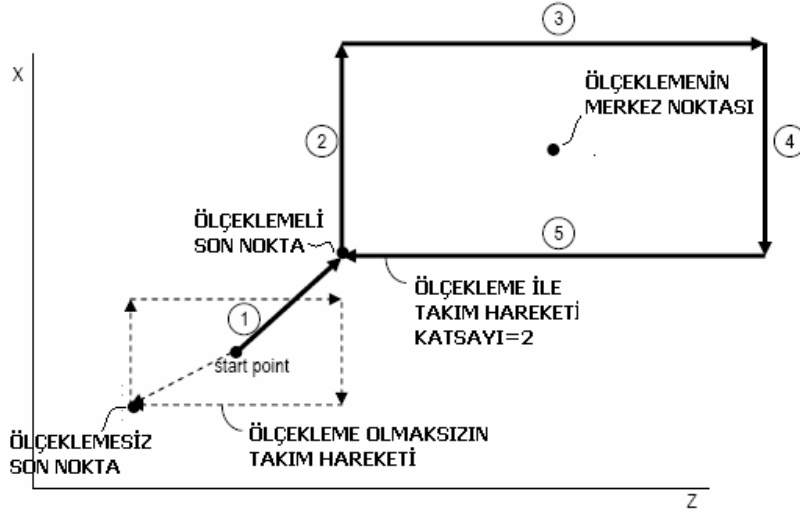 3
X
ÖLÇEKLEMENİN
MERKEZ NOKTASI
2
4
ÖLÇEKLEMELİ
SON NOKTA
5
ÖLÇEKLEME İLE
TAKIM HAREKETİ
KATSAYI=2
1
start point
ÖLÇEKLEMESİZ
SON NOKTA
ÖLÇEKLEME OLMAKSIZIN
TAKIM HAREKETİ
Z